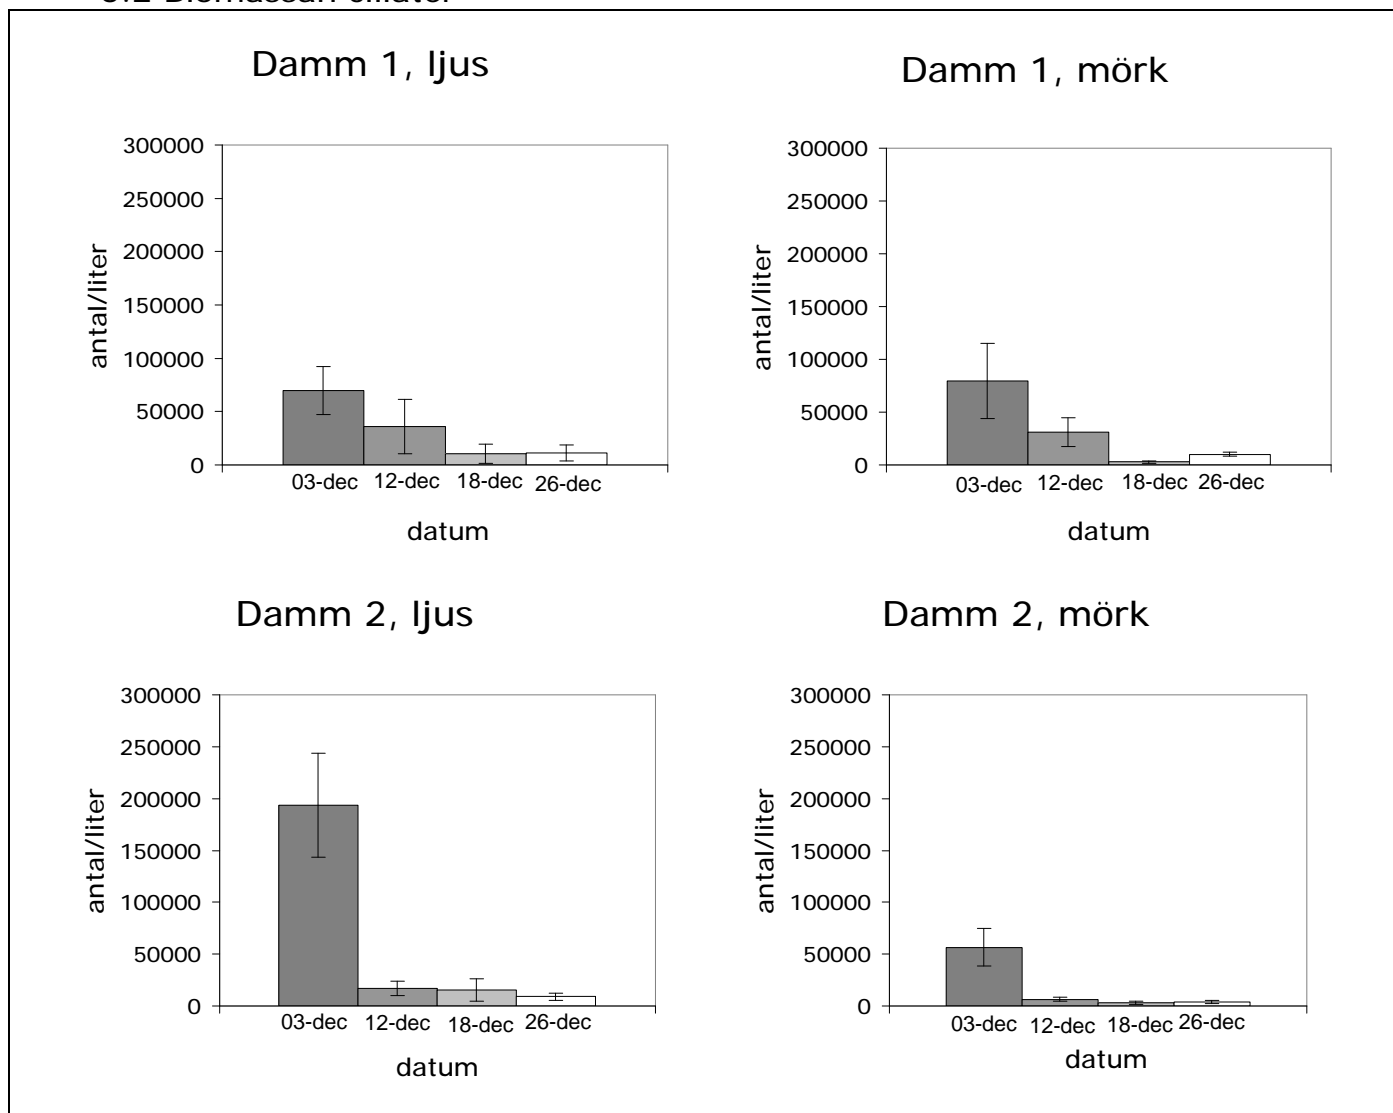 Damm 1, ljus
300000
250000
200000
150000
100000
50000
0
antal/liter
03-dec 12-dec 18-dec 26-dec
datum
Damm 1, mörk
300000
250000
200000
150000
100000
50000
0
antal/liter
03-dec 12-dec 18-dec 26-dec
datum
Damm 2, ljus
300000
250000
200000
150000
100000
50000
0
antal/liter
03-dec 12-dec 18-dec 26-dec
datum
Damm 2, mörk
300000
250000
200000
150000
100000
50000
0
antal/liter
03-dec 12-dec 18-dec 26-dec
datum